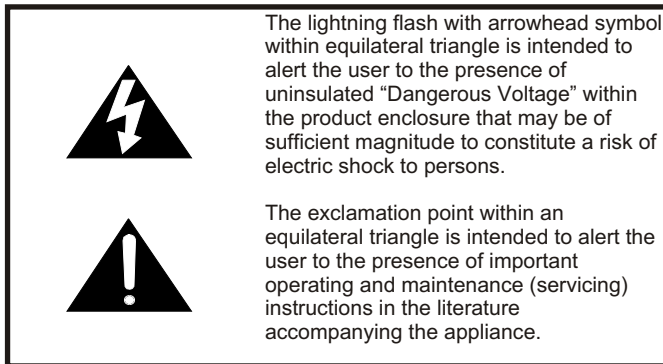 The lightning flash with arrowhead symbol
within equilateral triangle is intended to
alert the user to the presence of
uninsulated “Dangerous Voltage” within
the product enclosure that may be of
sufficient magnitude to constitute a risk of
electric shock to persons.
The exclamation point within an
equilateral triangle is intended to alert the
user to the presence of important
operating and maintenance (servicing)
instructions in the literature
accompanying the appliance.